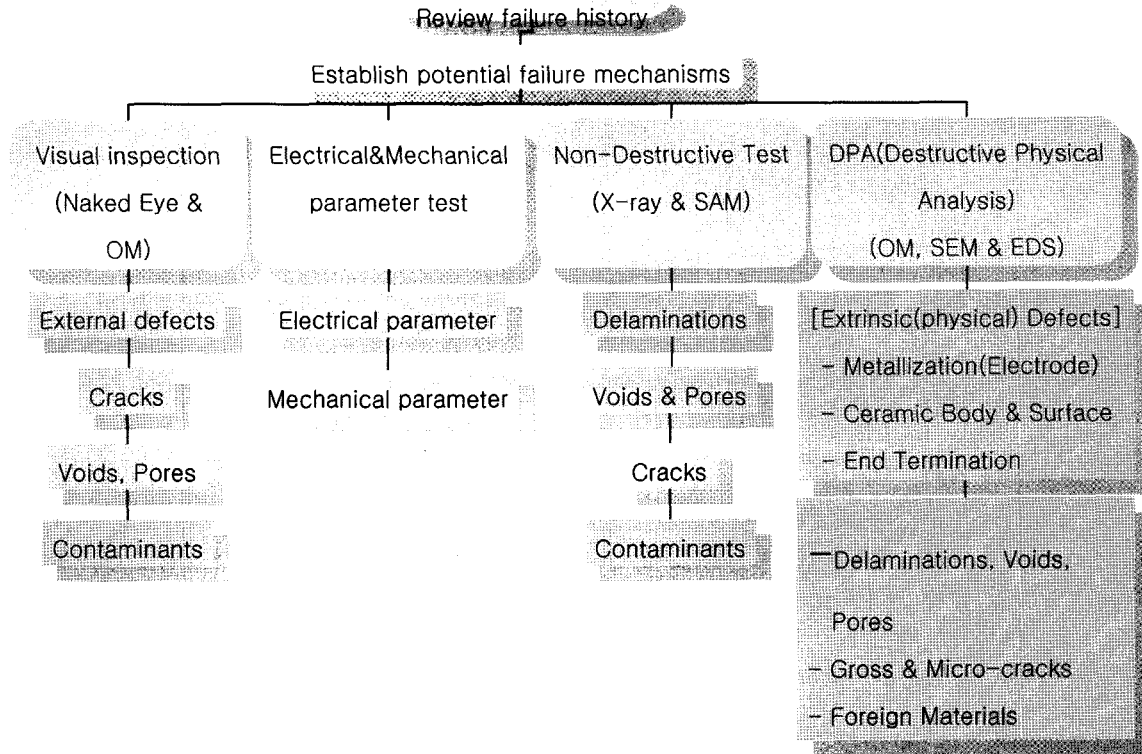 Review failure history
Establish potential failure mechanisms
Visual inspection
(Naked Eye &
OM)
Electrical&Mechanical
parameter test
Non-Destructive Test
(X-ray & SAM)
DPA(Destructive Physical
Analysis)
(OM, SEM & EDS)
External defects
Cracks
Voids, Pores
Contaminants
Electrical parameter
Mechanical parameter
Delaminations
Voids & Pores
Cracks
Contaminants
[Extrinsic(physical) Defects]
- Metallization(Electrode)
- Ceramic Body & Surface
- End Termination
-Delaminations, Voids,
Pores
- Gross & Micro-cracks
- Foreign Materials